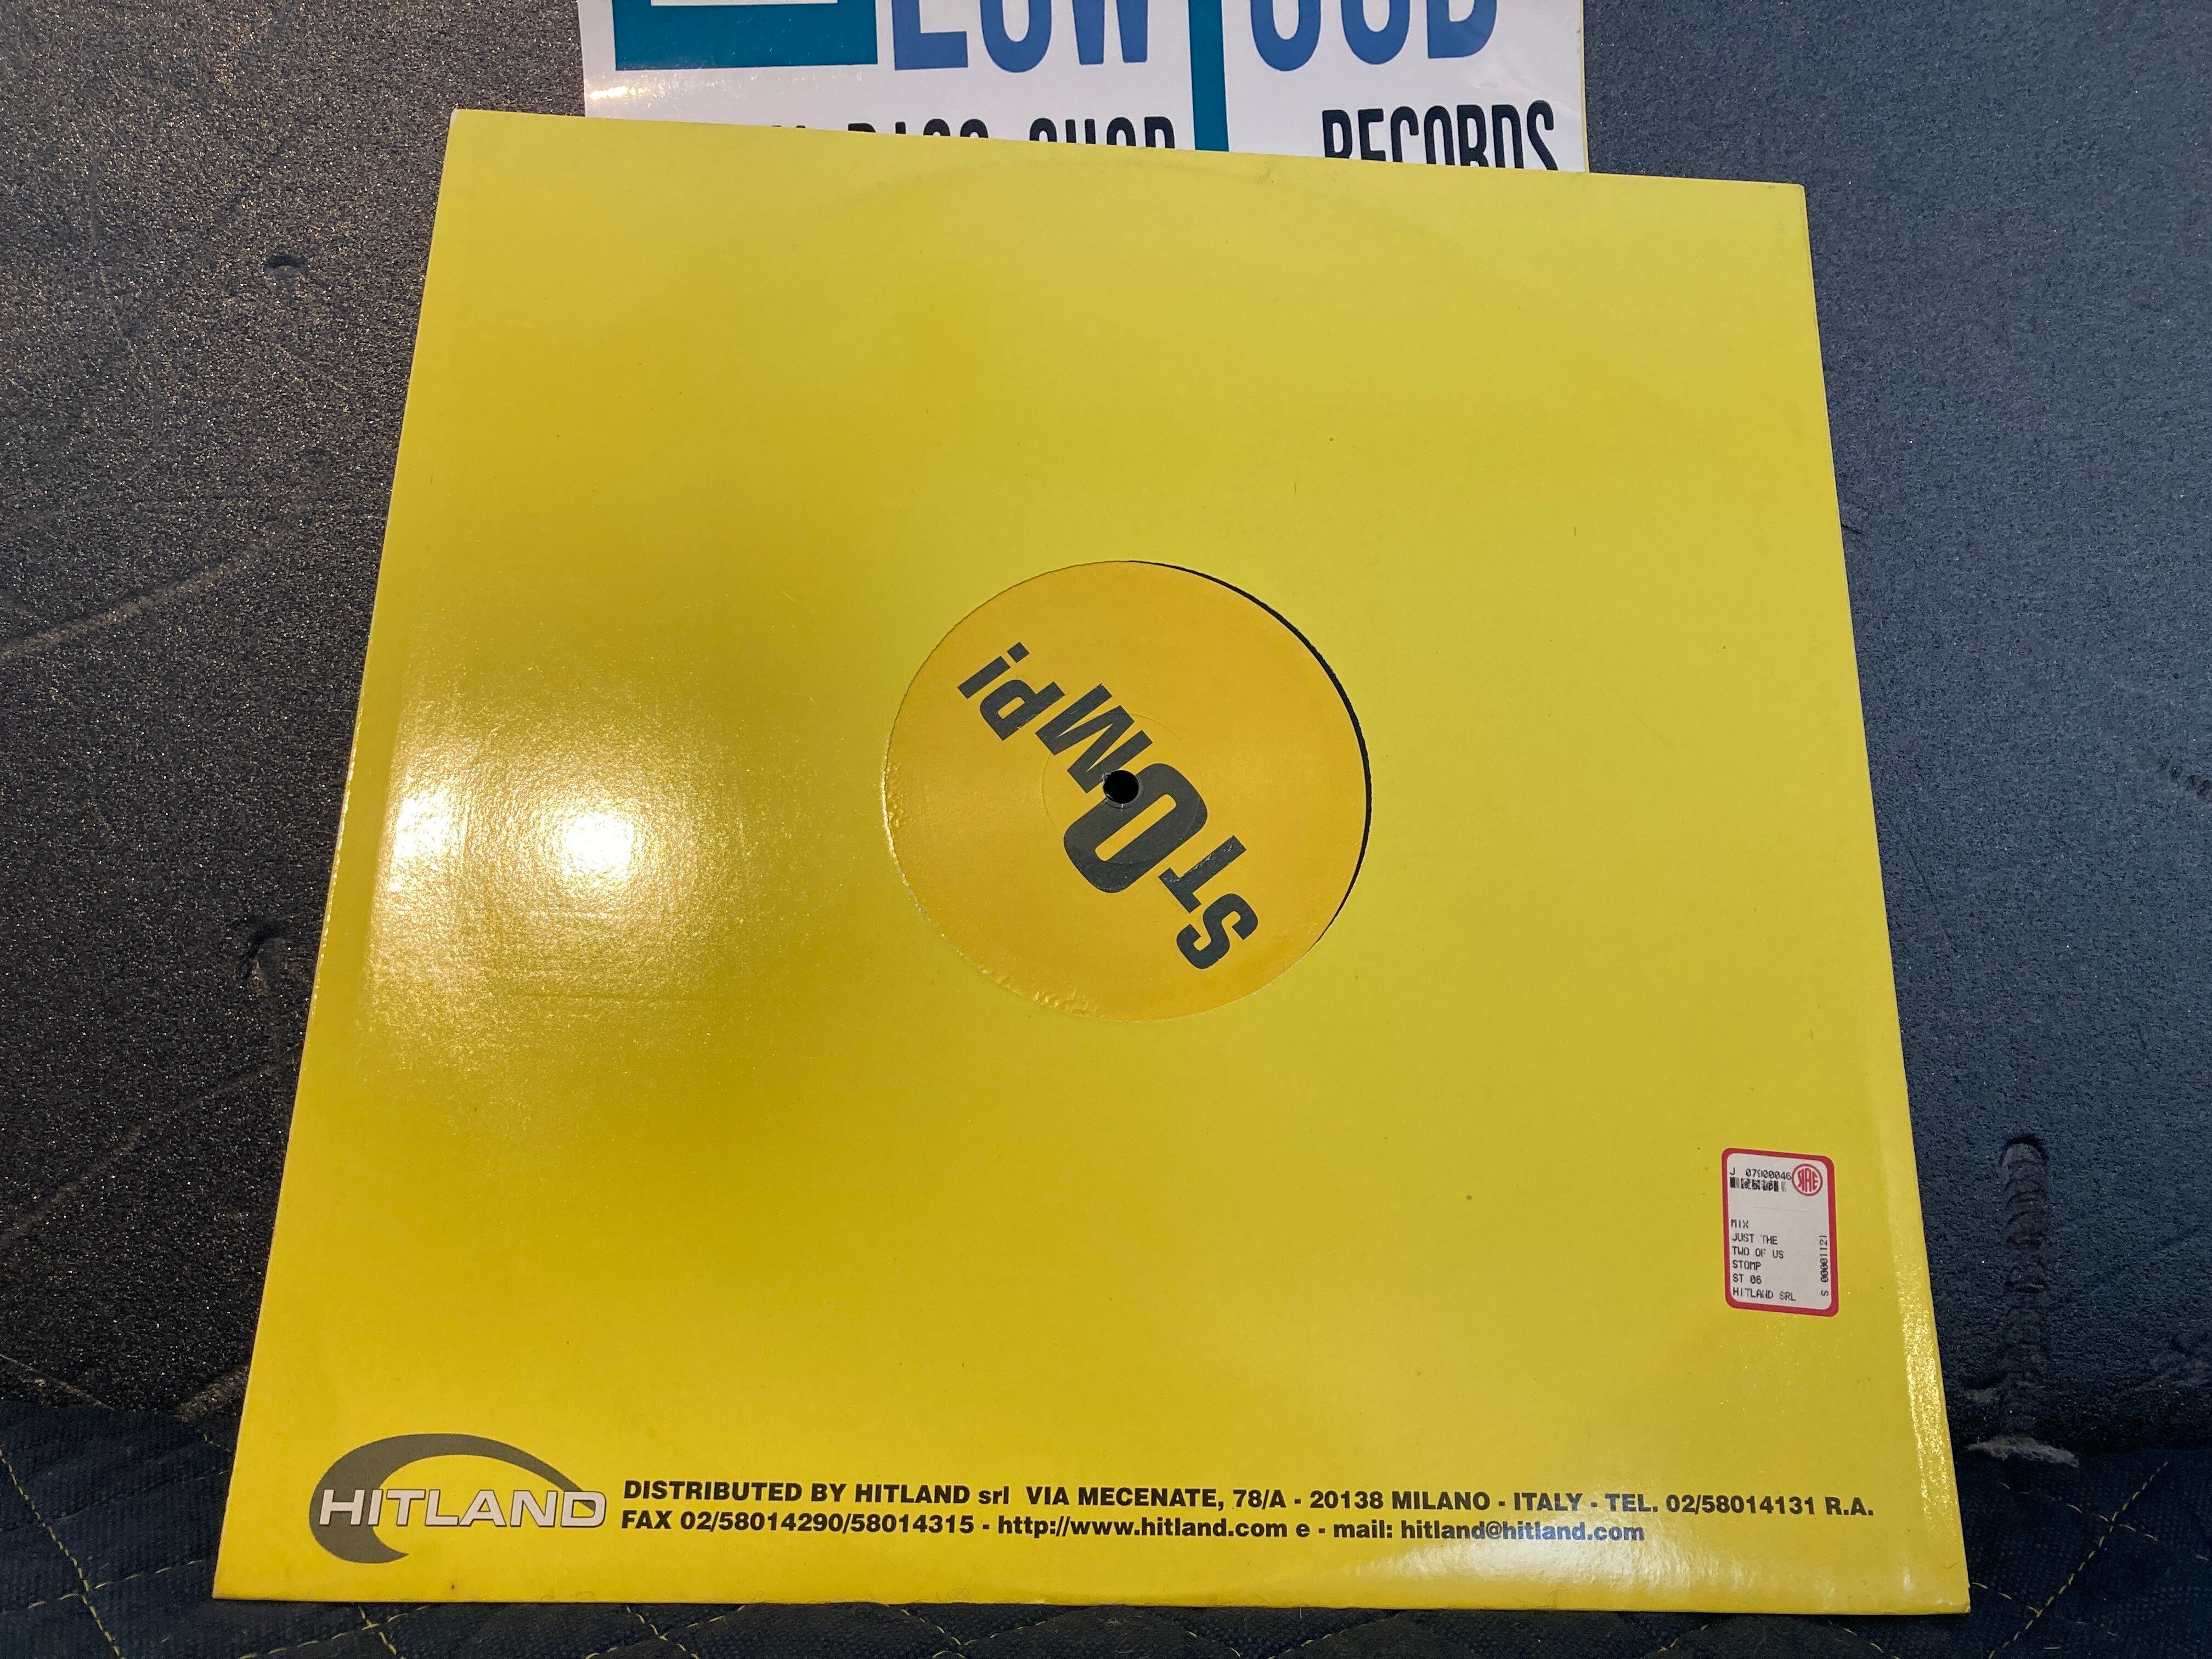 RECORDS
STOMP!
J 07900046
MIX
JUST THE
TWO OF US
STOMP
ST 06
HITLAND SRL
S 00001121
HITLAND
DISTRIBUTED BY HITLAND srl VIA MECENATE, 78/A - 20138 MILANO - ITALY - TEL. 02/58014131 R.A.
FAX 02/58014290/58014315 - http://www.hitland.com e - mail: hitland@hitland.com